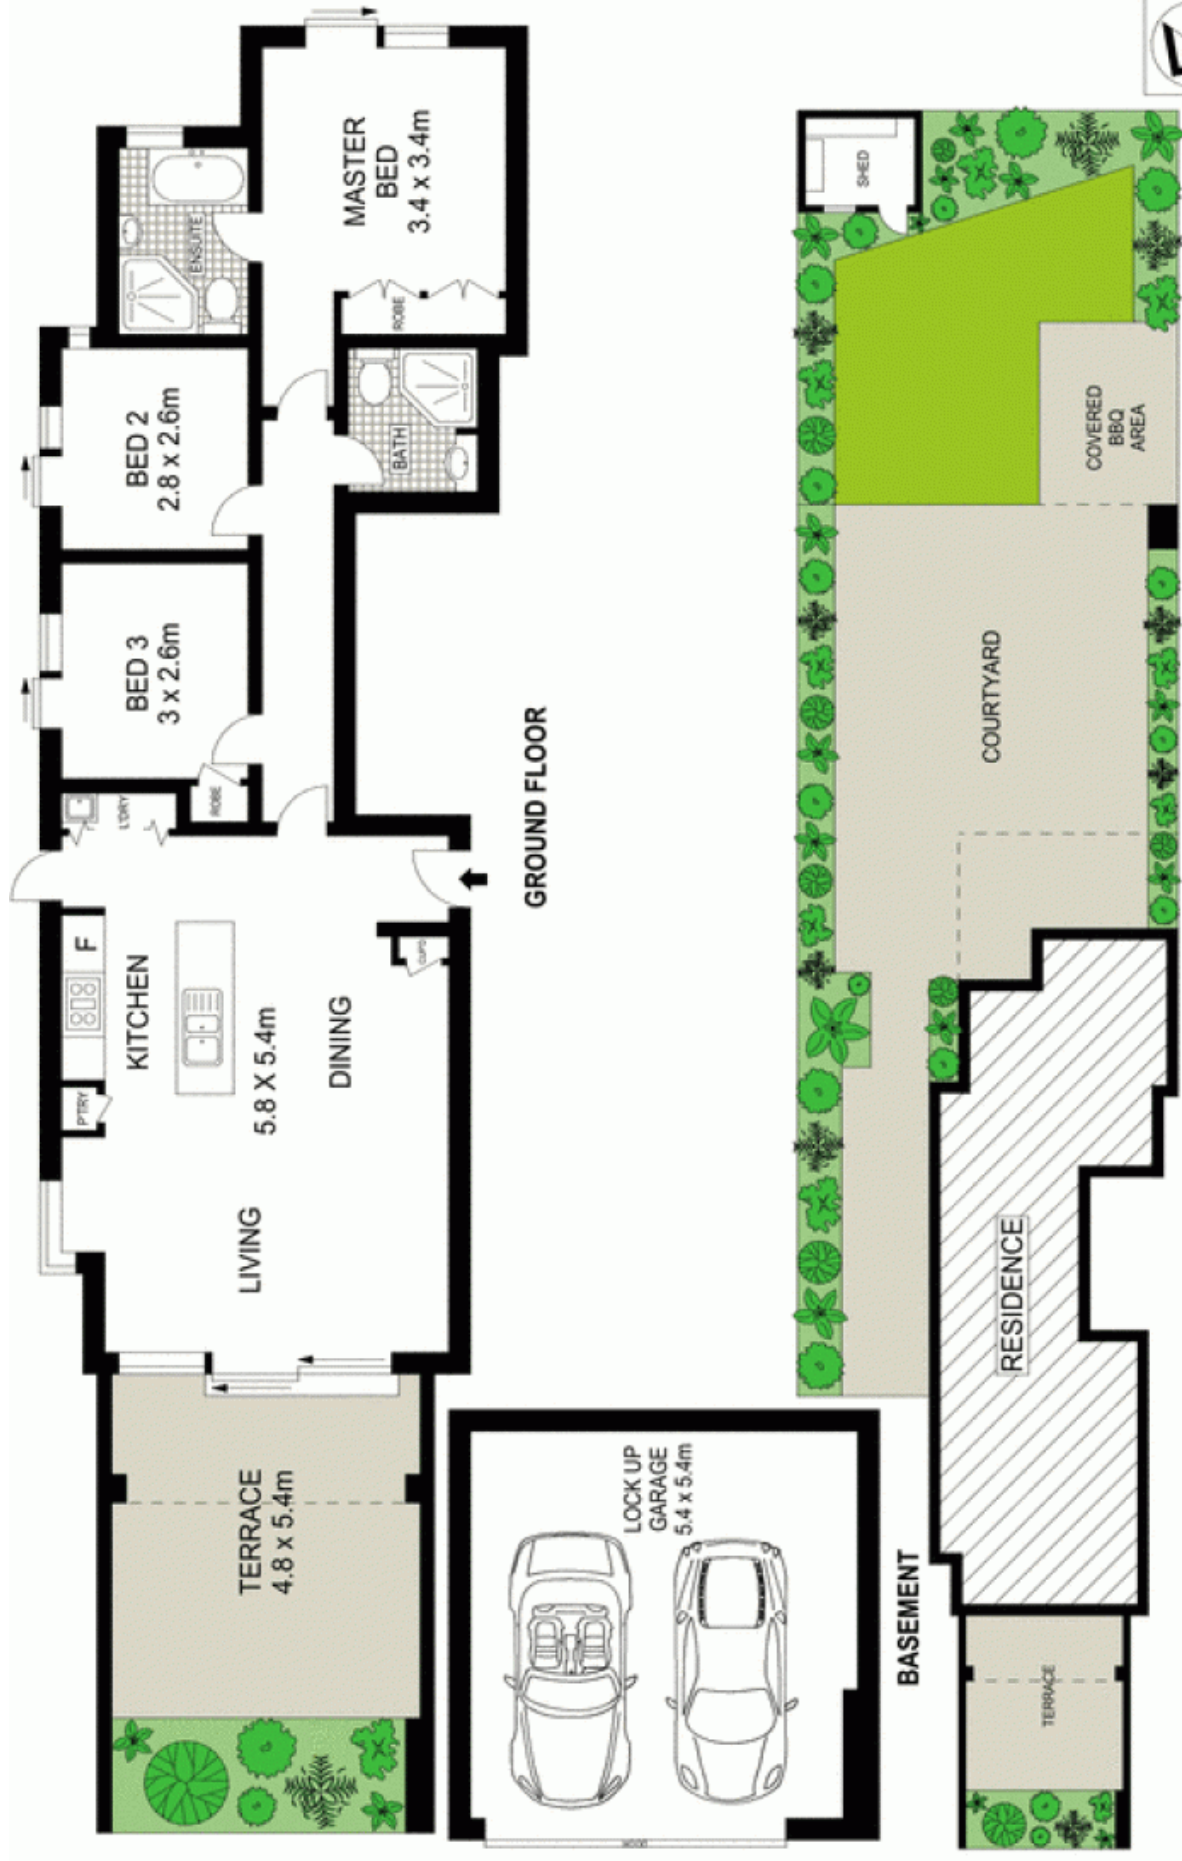 MASTER
BED
3.4 x 3.4m
ENSUITE
ROBE
BED 2
2.8 x 2.6m
BATH
BED 3
3 x 2.6m
ROBE
L'DRY
F
KITCHEN
PTRY
5.8 X 5.4m
DINING
LIVING
TERRACE
4.8 x 5.4m
GROUND FLOOR
LOCK UP
GARAGE
5.4 x 5.4m
BASEMENT
SHED
COVERED
BBQ
AREA
COURTYARD
RESIDENCE
TERRACE